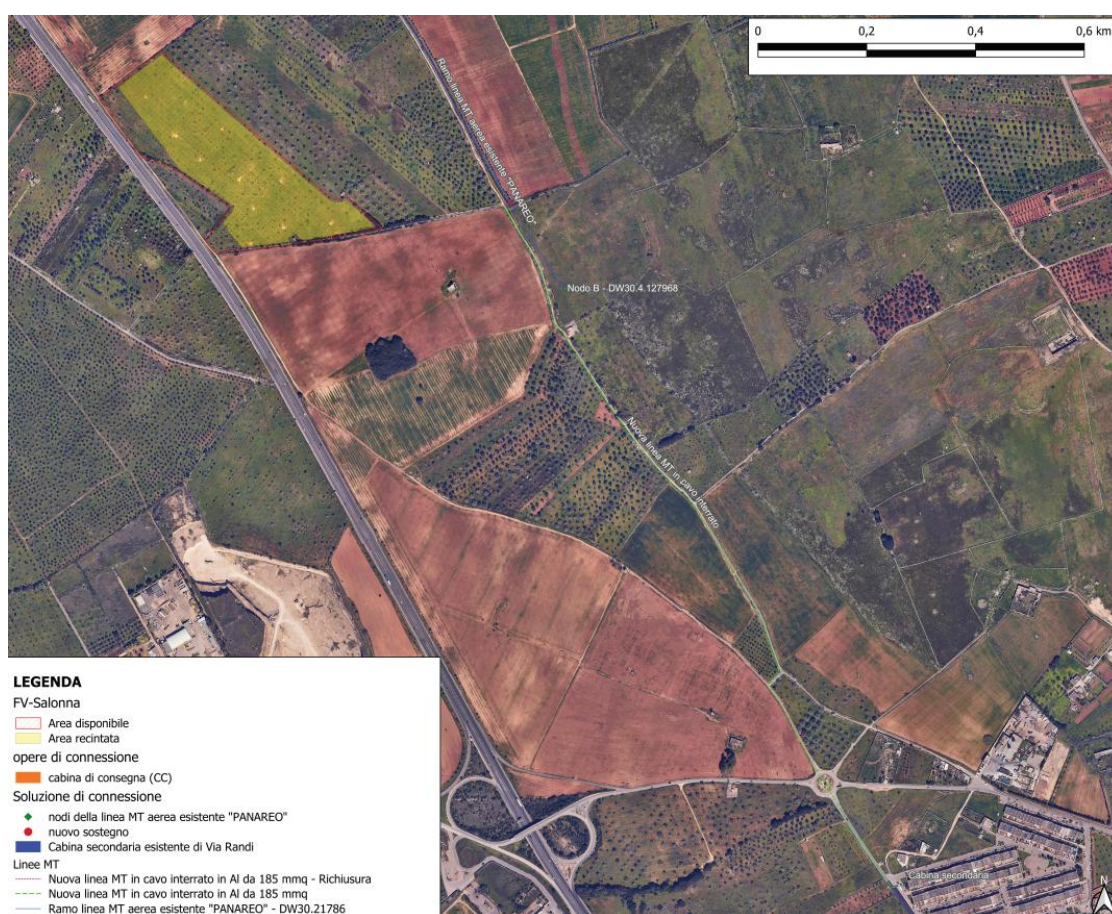 0 0,2 0,4 0,6 km
Ramo linea MT aerea esistente "PANAREO"
Nodo B - DW30.4.127968
Nuova linea MT in cavo interrato
Cabina secondaria
N
LEGENDA
FV-Salonna
Area disponibile
Area recintata
opere di connessione
cabina di consegna (CC)
Soluzione di connessione
nodi della linea MT aerea esistente "PANAREO"
nuovo sostegno
Cabina secondaria esistente di Via Randi
Linee MT
Nuova linea MT in cavo interrato in Al da 185 mmq - Richiusura
Nuova linea MT in cavo interrato in Al da 185 mmq
Ramo linea MT aerea esistente "PANAREO" - DW30.21786